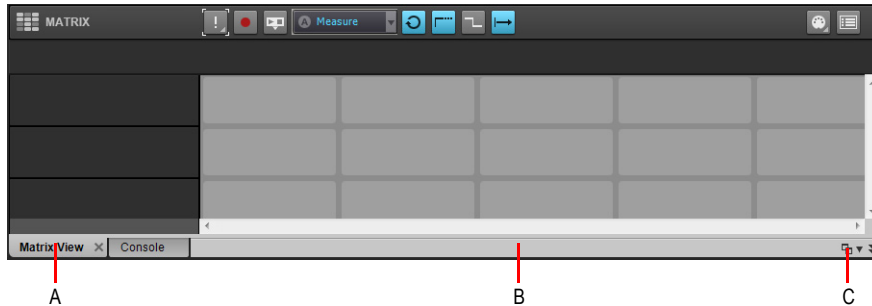 MATRIX
! A Measure
Matrix View × Console
A B C